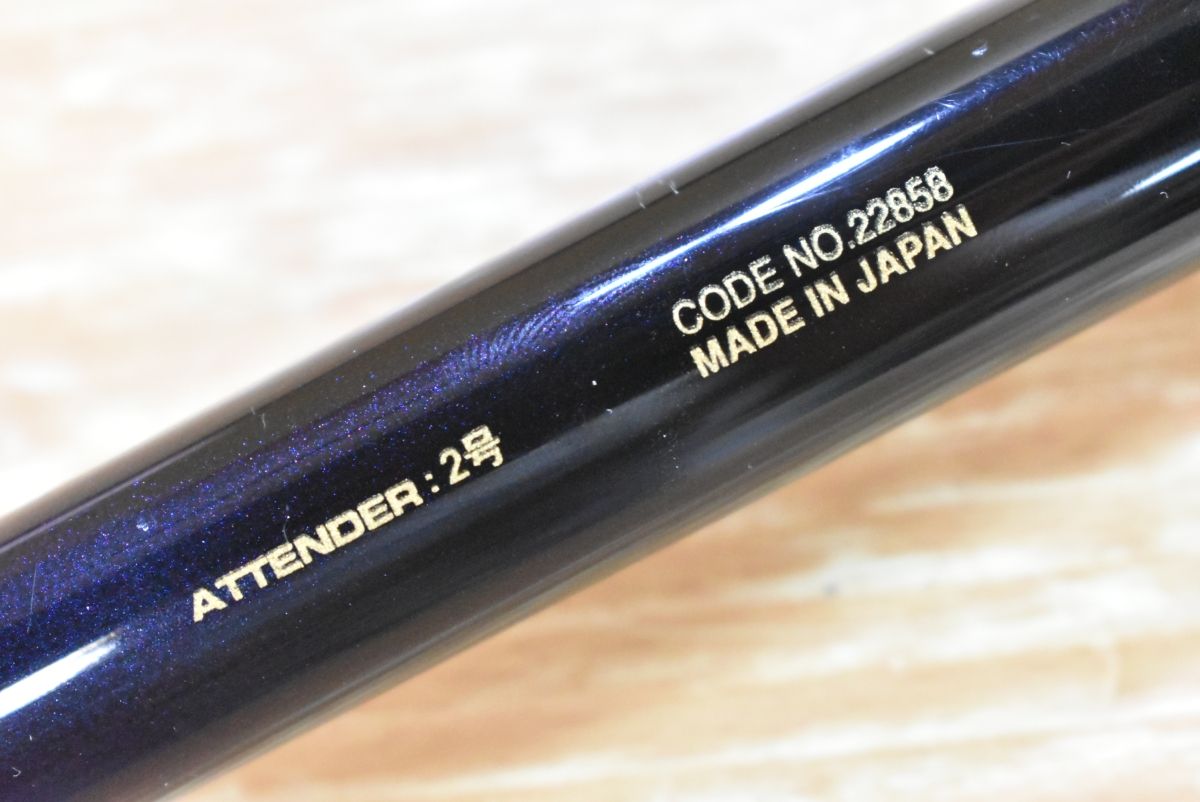 CODE NO.22858
MADE IN JAPAN
ATTENDER : 2号